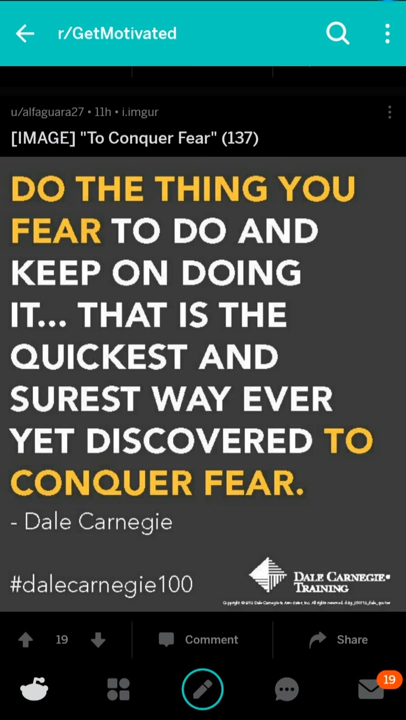 r/GetMotivated
u/alfaguara27 • 11h • i.imgur
[IMAGE] "To Conquer Fear" (137)
DO THE THING YOU
FEAR TO DO AND
KEEP ON DOING
IT... THAT IS THE
QUICKEST AND
SUREST WAY EVER
YET DISCOVERED TO
CONQUER FEAR.
- Dale Carnegie
#dalecarnegie100
DALE CARNEGIE®
TRAINING
19
Comment
Share
19